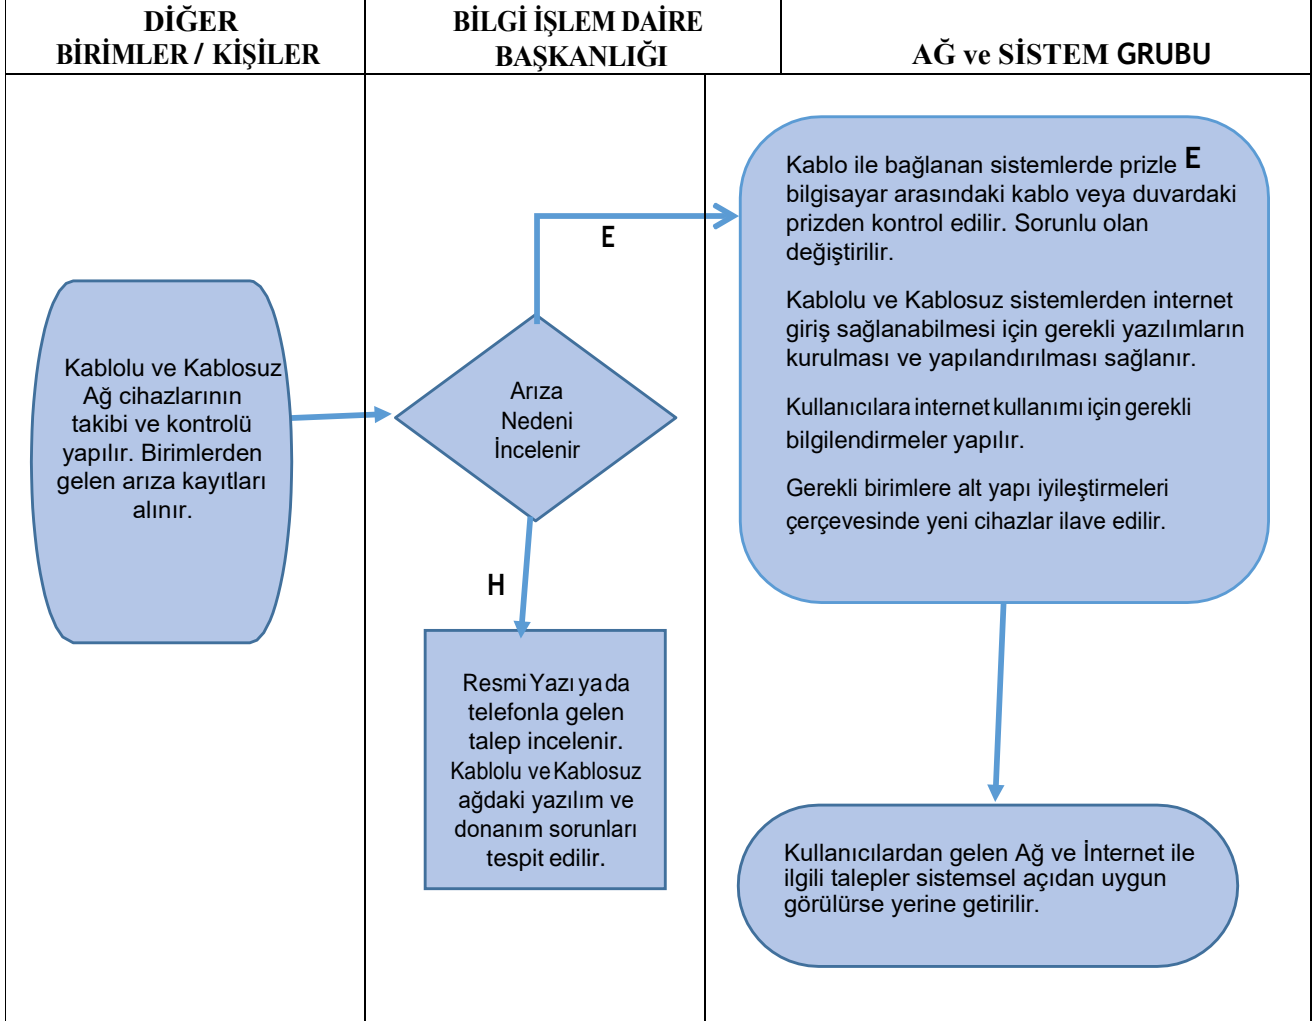 DİĞER
BİRİMLER / KİŞİLER
BİLGİ İŞLEM DAİRE
BAŞKANLIĞI
AĞ ve SİSTEM GRUBU
Kablolu ve Kablosuz
Ağ cihazlarının
takibi ve kontrolü
yapılır. Birimlerden
gelen arıza kayıtları
alınır.
Arıza
Nedeni
İncelenir
E
H
Resmi Yazı ya da
telefonla gelen
talep incelenir.
Kablolu ve Kablosuz
ağdaki yazılım ve
donanım sorunları
tespit edilir.
Kablo ile bağlanan sistemlerde prizle E
bilgisayar arasındaki kablo veya duvardaki
prizden kontrol edilir. Sorunlu olan
değiştirilir.
Kablolu ve Kablosuz sistemlerden internet
giriş sağlanabilmesi için gerekli yazılımların
kurulması ve yapılandırılması sağlanır.
Kullanıcılara internet kullanımı için gerekli
bilgilendirmeler yapılır.
Gerekli birimlere alt yapı iyileştirmeleri
çerçevesinde yeni cihazlar ilave edilir.
Kullanıcılardan gelen Ağ ve İnternet ile
ilgili talepler sistemsel açıdan uygun
görülürse yerine getirilir.